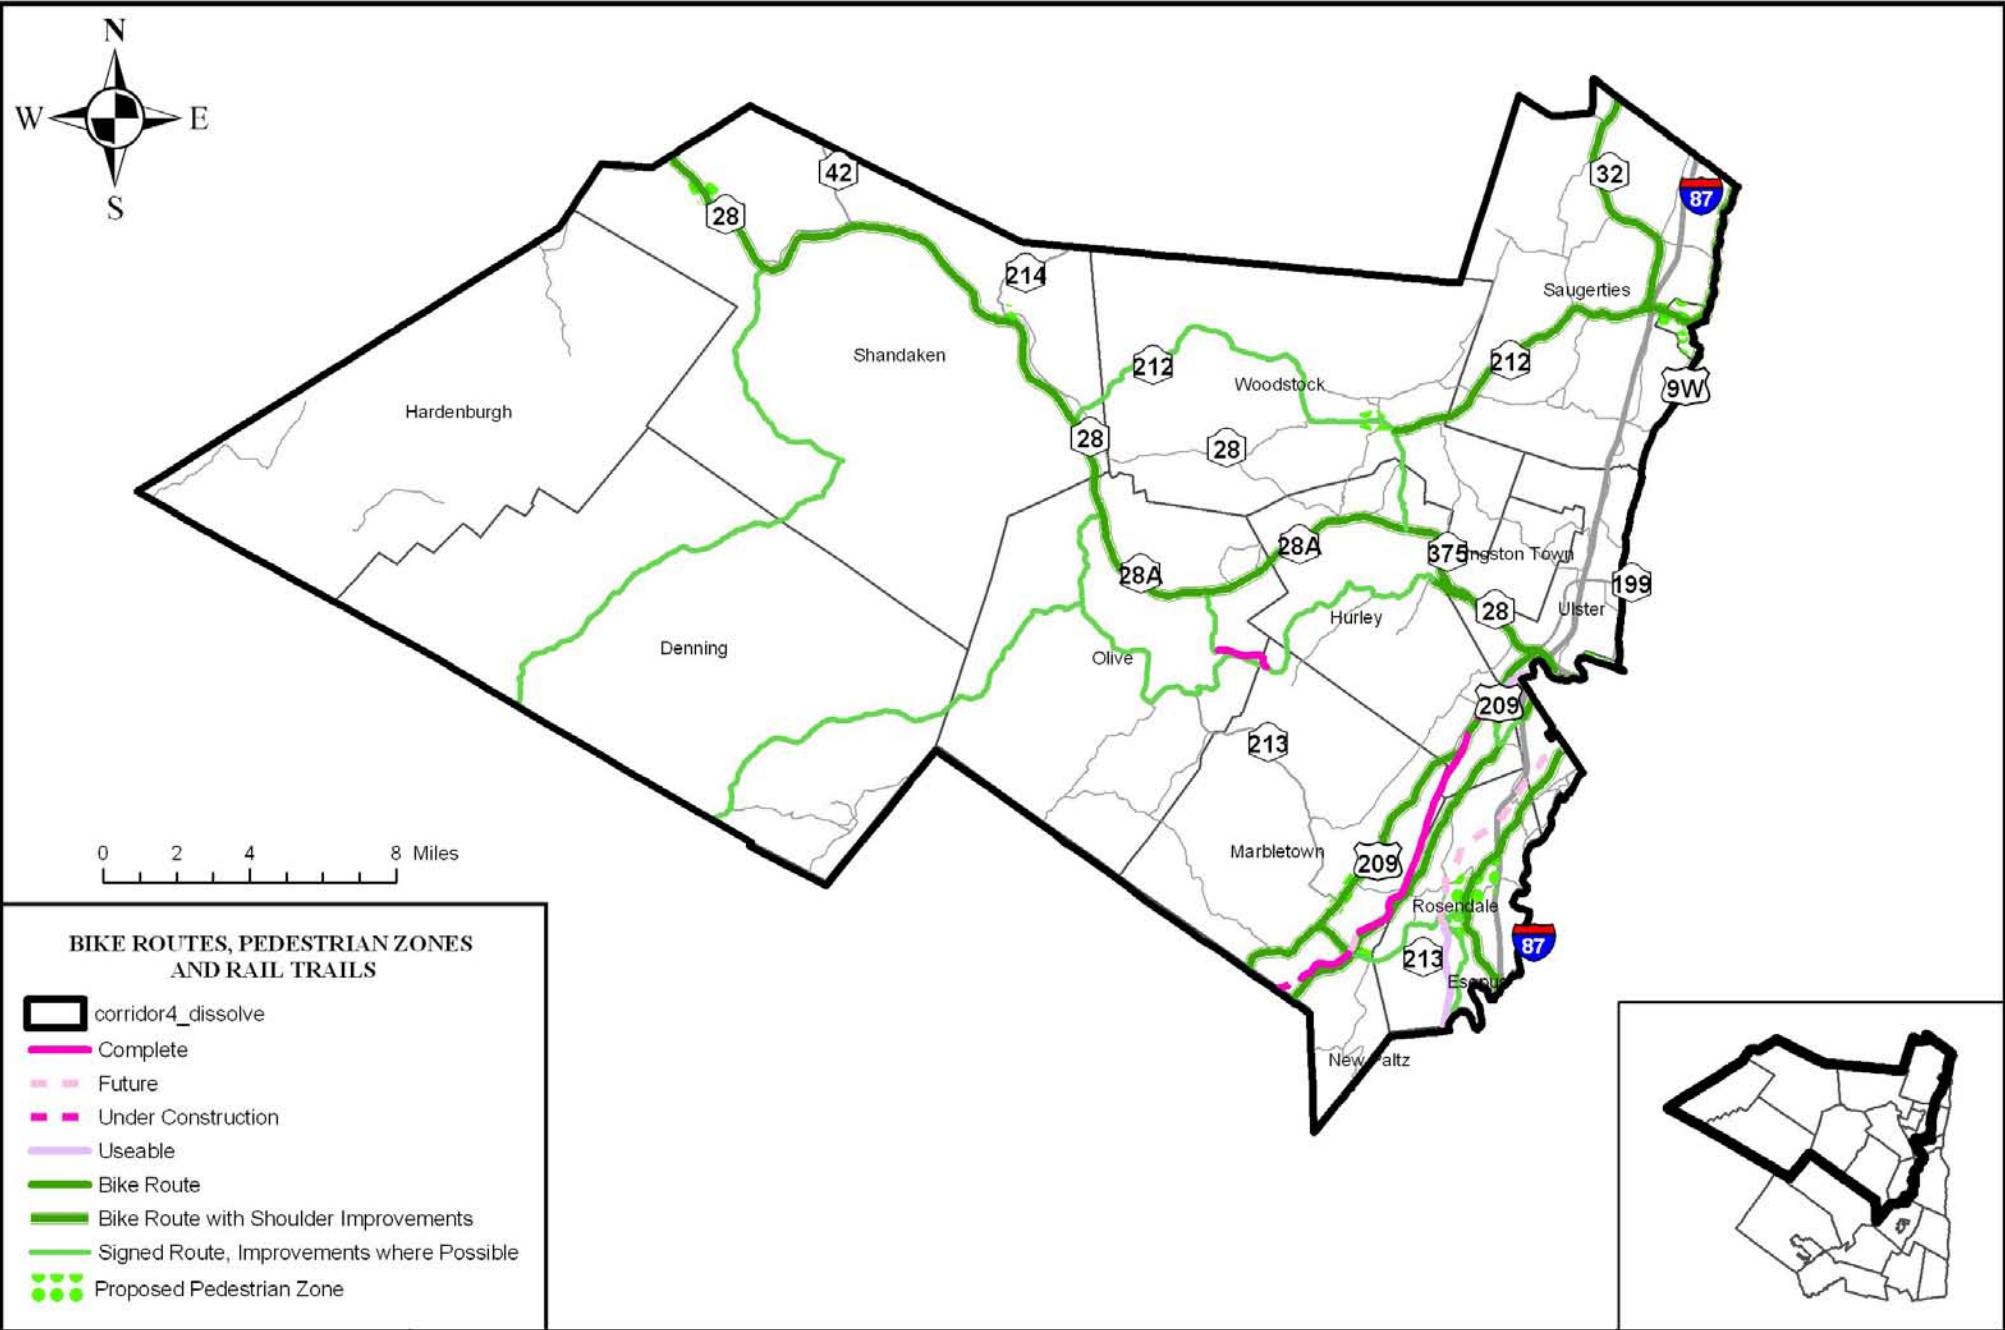 N
W E
S
42
28
214
32
87
Saugerties
Shandaken
212
Woodstock
212
9W
Hardenburgh
28
28
28A
28A
375
ngston Town
199
28
Ulster
Hurley
Denning
Olive
209
213
Marbletown
209
Rosendale
213
87
Esopus
New Paltz
0 2 4 8 Miles
BIKE ROUTES, PEDESTRIAN ZONES
AND RAIL TRAILS
corridor4_dissolve
Complete
Future
Under Construction
Useable
Bike Route
Bike Route with Shoulder Improvements
Signed Route, Improvements where Possible
Proposed Pedestrian Zone